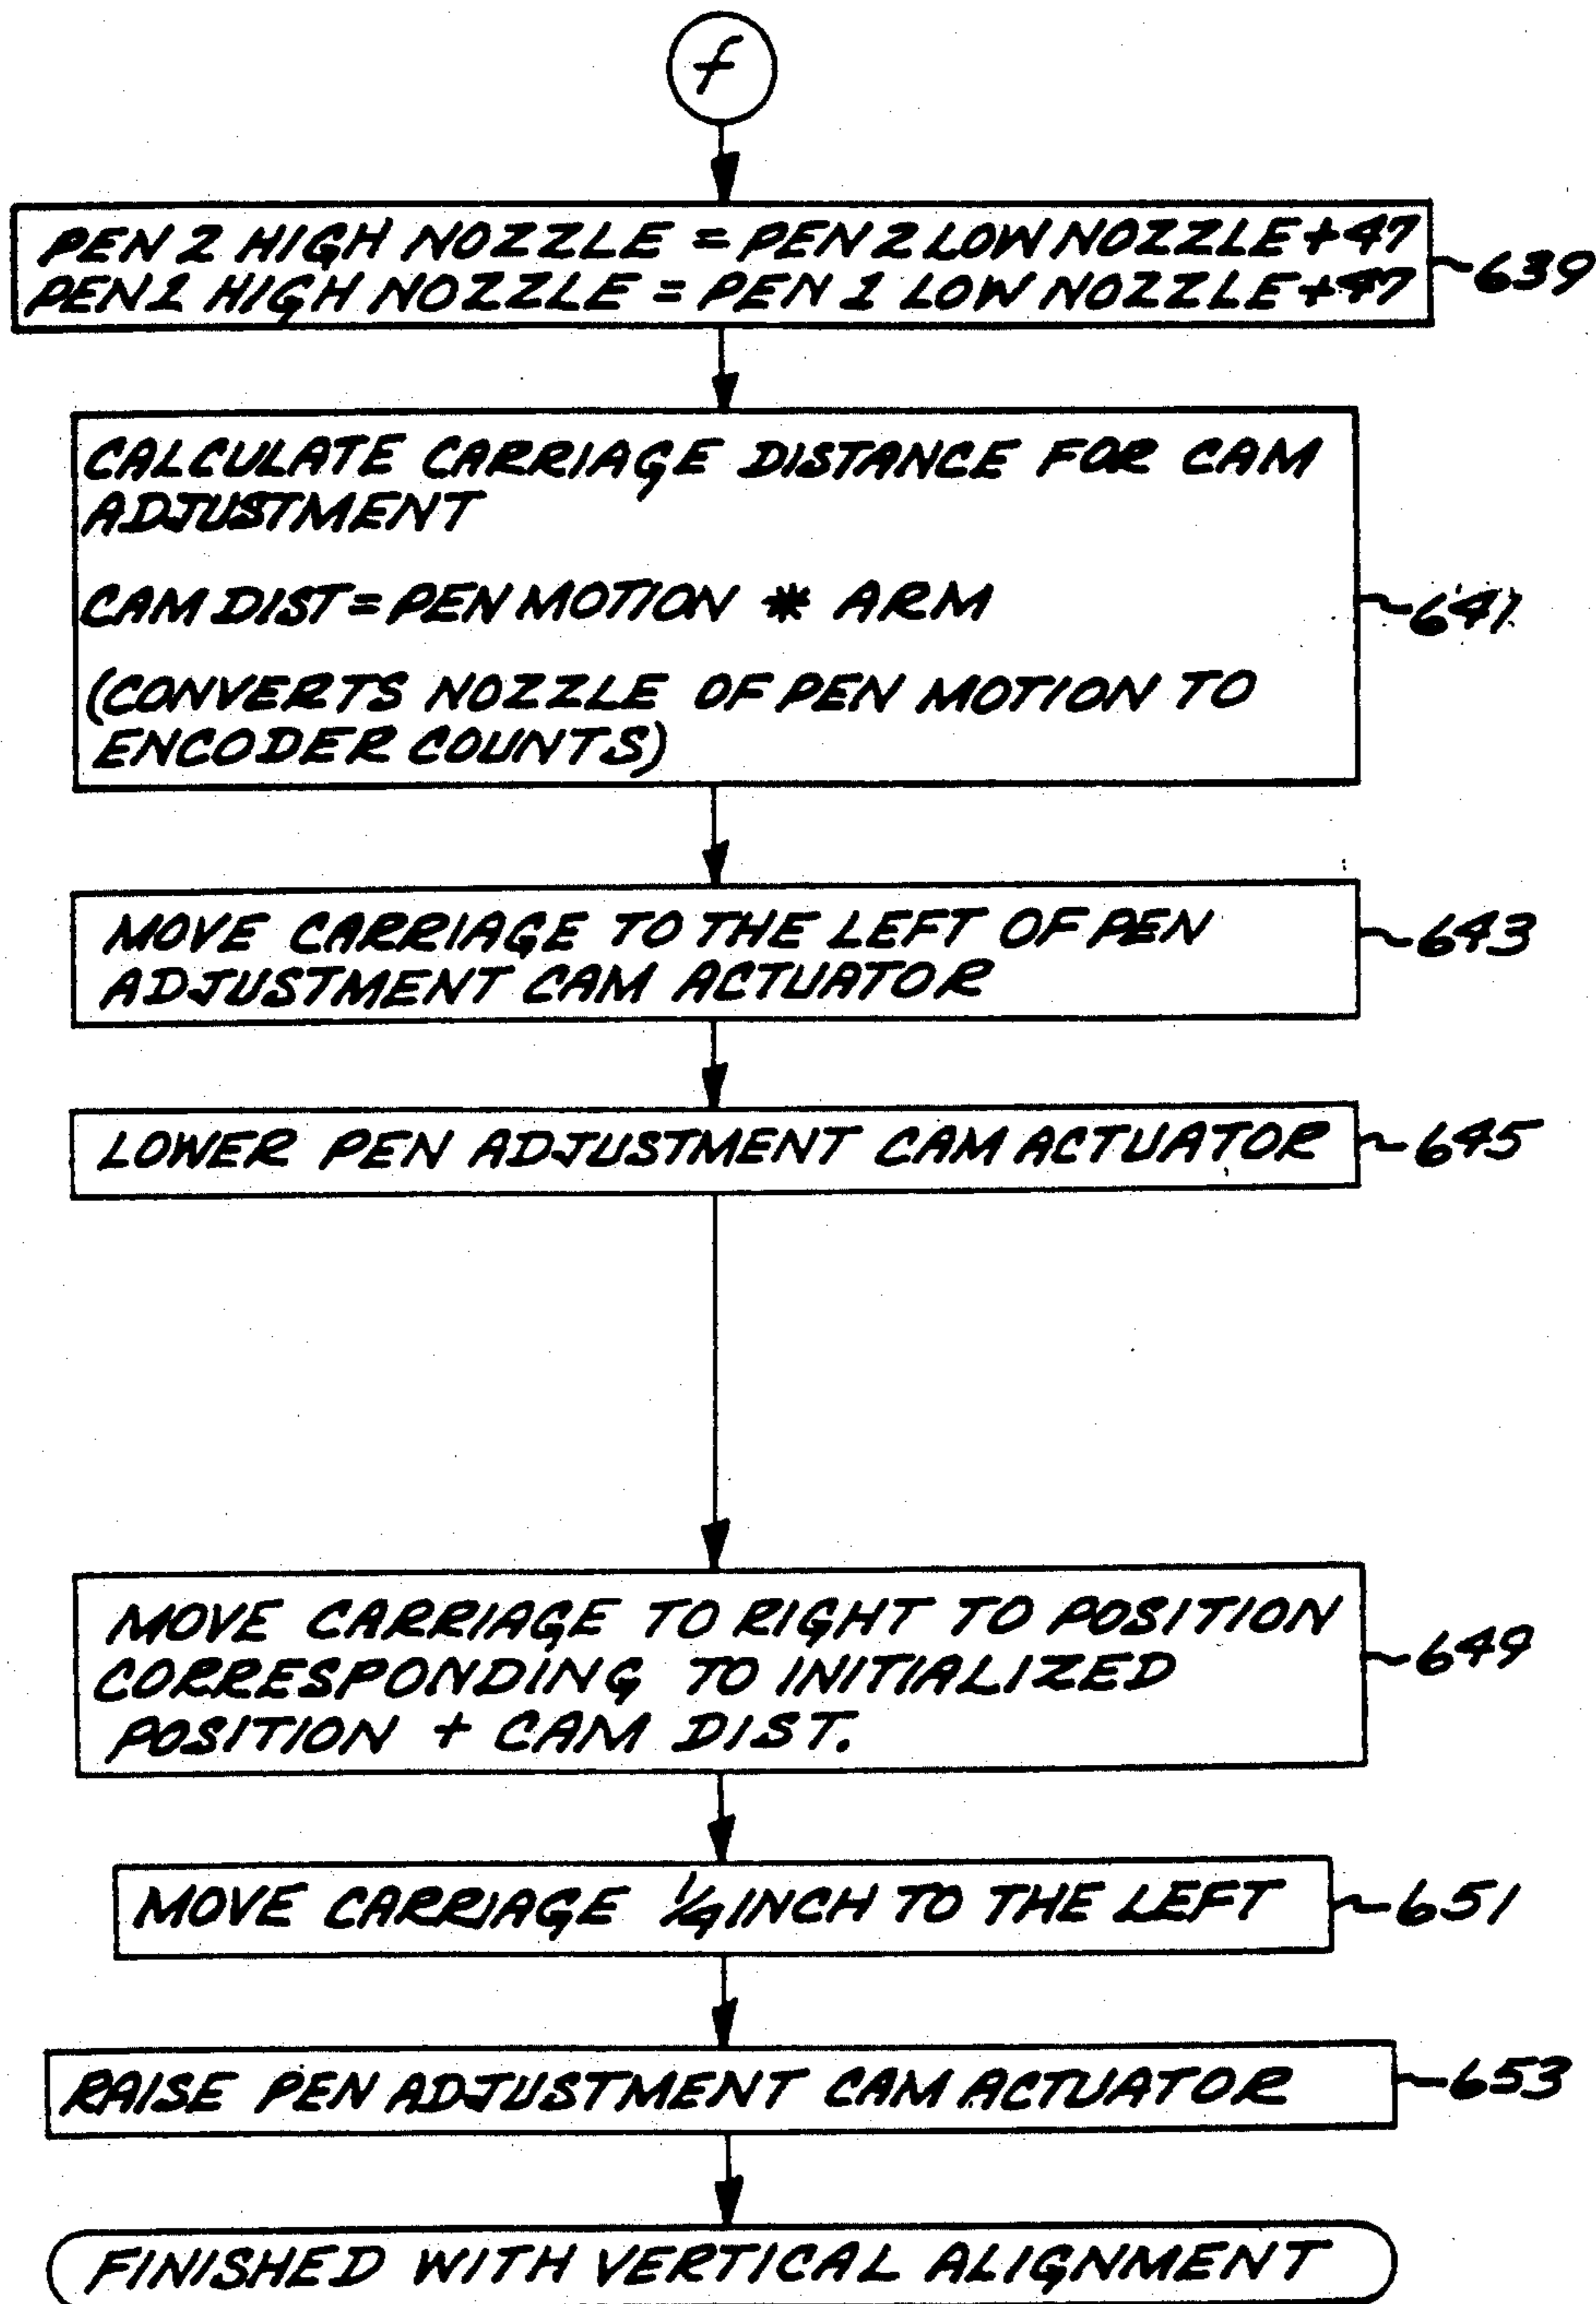 f
PEN 2 HIGH NOZZLE = PEN 2 LOW NOZZLE + 47
PEN 1 HIGH NOZZLE = PEN 1 LOW NOZZLE + 47
639
CALCULATE CARRIAGE DISTANCE FOR CAM
ADJUSTMENT
CAM DIST = PEN MOTION * ARM
641
(CONVERTS NOZZLE OF PEN MOTION TO
ENCODER COUNTS)
MOVE CARRIAGE TO THE LEFT OF PEN
ADJUSTMENT CAM ACTUATOR
643
LOWER PEN ADJUSTMENT CAM ACTUATOR
645
MOVE CARRIAGE TO RIGHT TO POSITION
CORRESPONDING TO INITIALIZED
POSITION + CAM DIST.
649
MOVE CARRIAGE 1/4 INCH TO THE LEFT
651
RAISE PEN ADJUSTMENT CAM ACTUATOR
653
FINISHED WITH VERTICAL ALIGNMENT